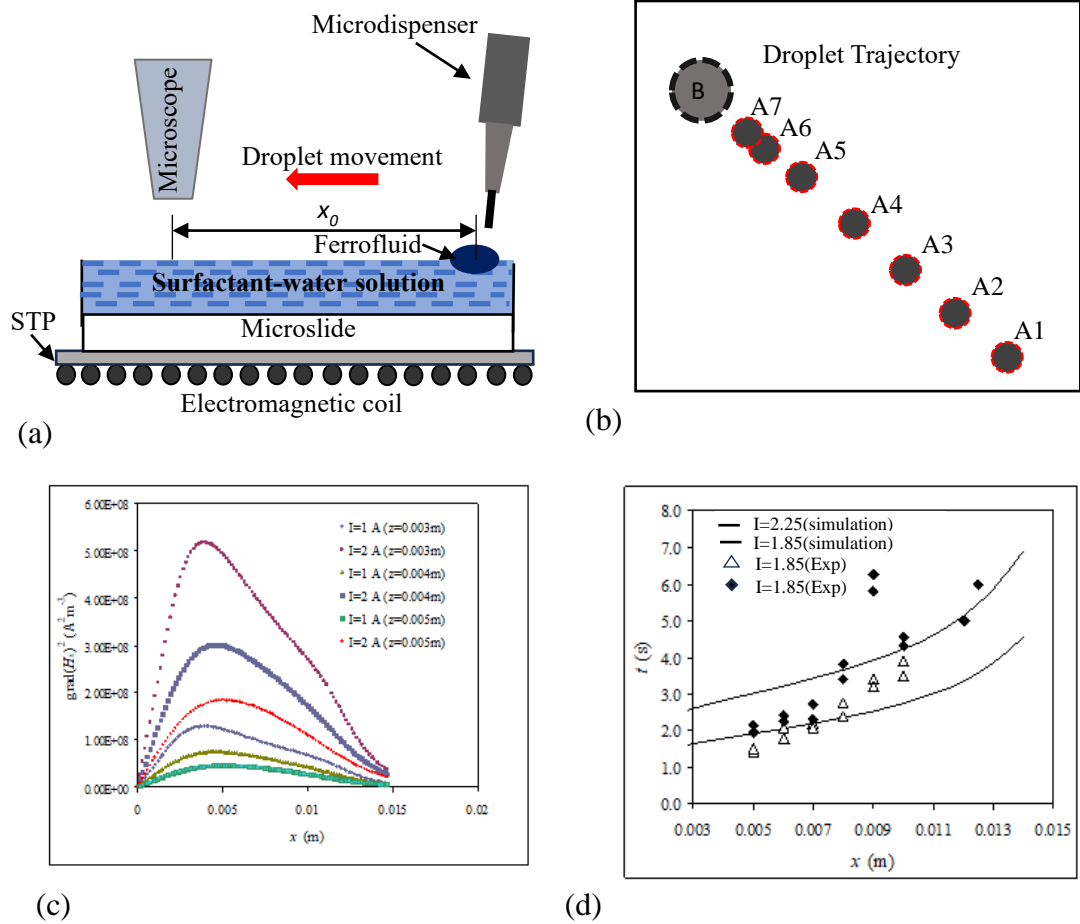 Microdispenser
Microscope
Droplet movement
x₀
Ferrofluid
Surfactant-water solution
STP
Microslide
Electromagnetic coil
(a)
Droplet Trajectory
B
A7
A6
A5
A4
A3
A2
A1
(b)
6.00E+08
5.00E+08
4.00E+08
3.00E+08
2.00E+08
1.00E+08
0.00E+00
grad(Hₓ)² (A²m⁻³)
I=1 A (z=0.003m)
I=2 A (z=0.003m)
I=1 A (z=0.004m)
I=2 A (z=0.004m)
I=1 A (z=0.005m)
I=2 A (z=0.005m)
0 0.005 0.01 0.015 0.02
x (m)
(c)
8.0
7.0
6.0
5.0
4.0
3.0
2.0
1.0
0.0
t (s)
I=2.25(simulation)
I=1.85(simulation)
I=1.85(Exp)
I=1.85(Exp)
0.003 0.005 0.007 0.009 0.011 0.013 0.015
x (m)
(d)